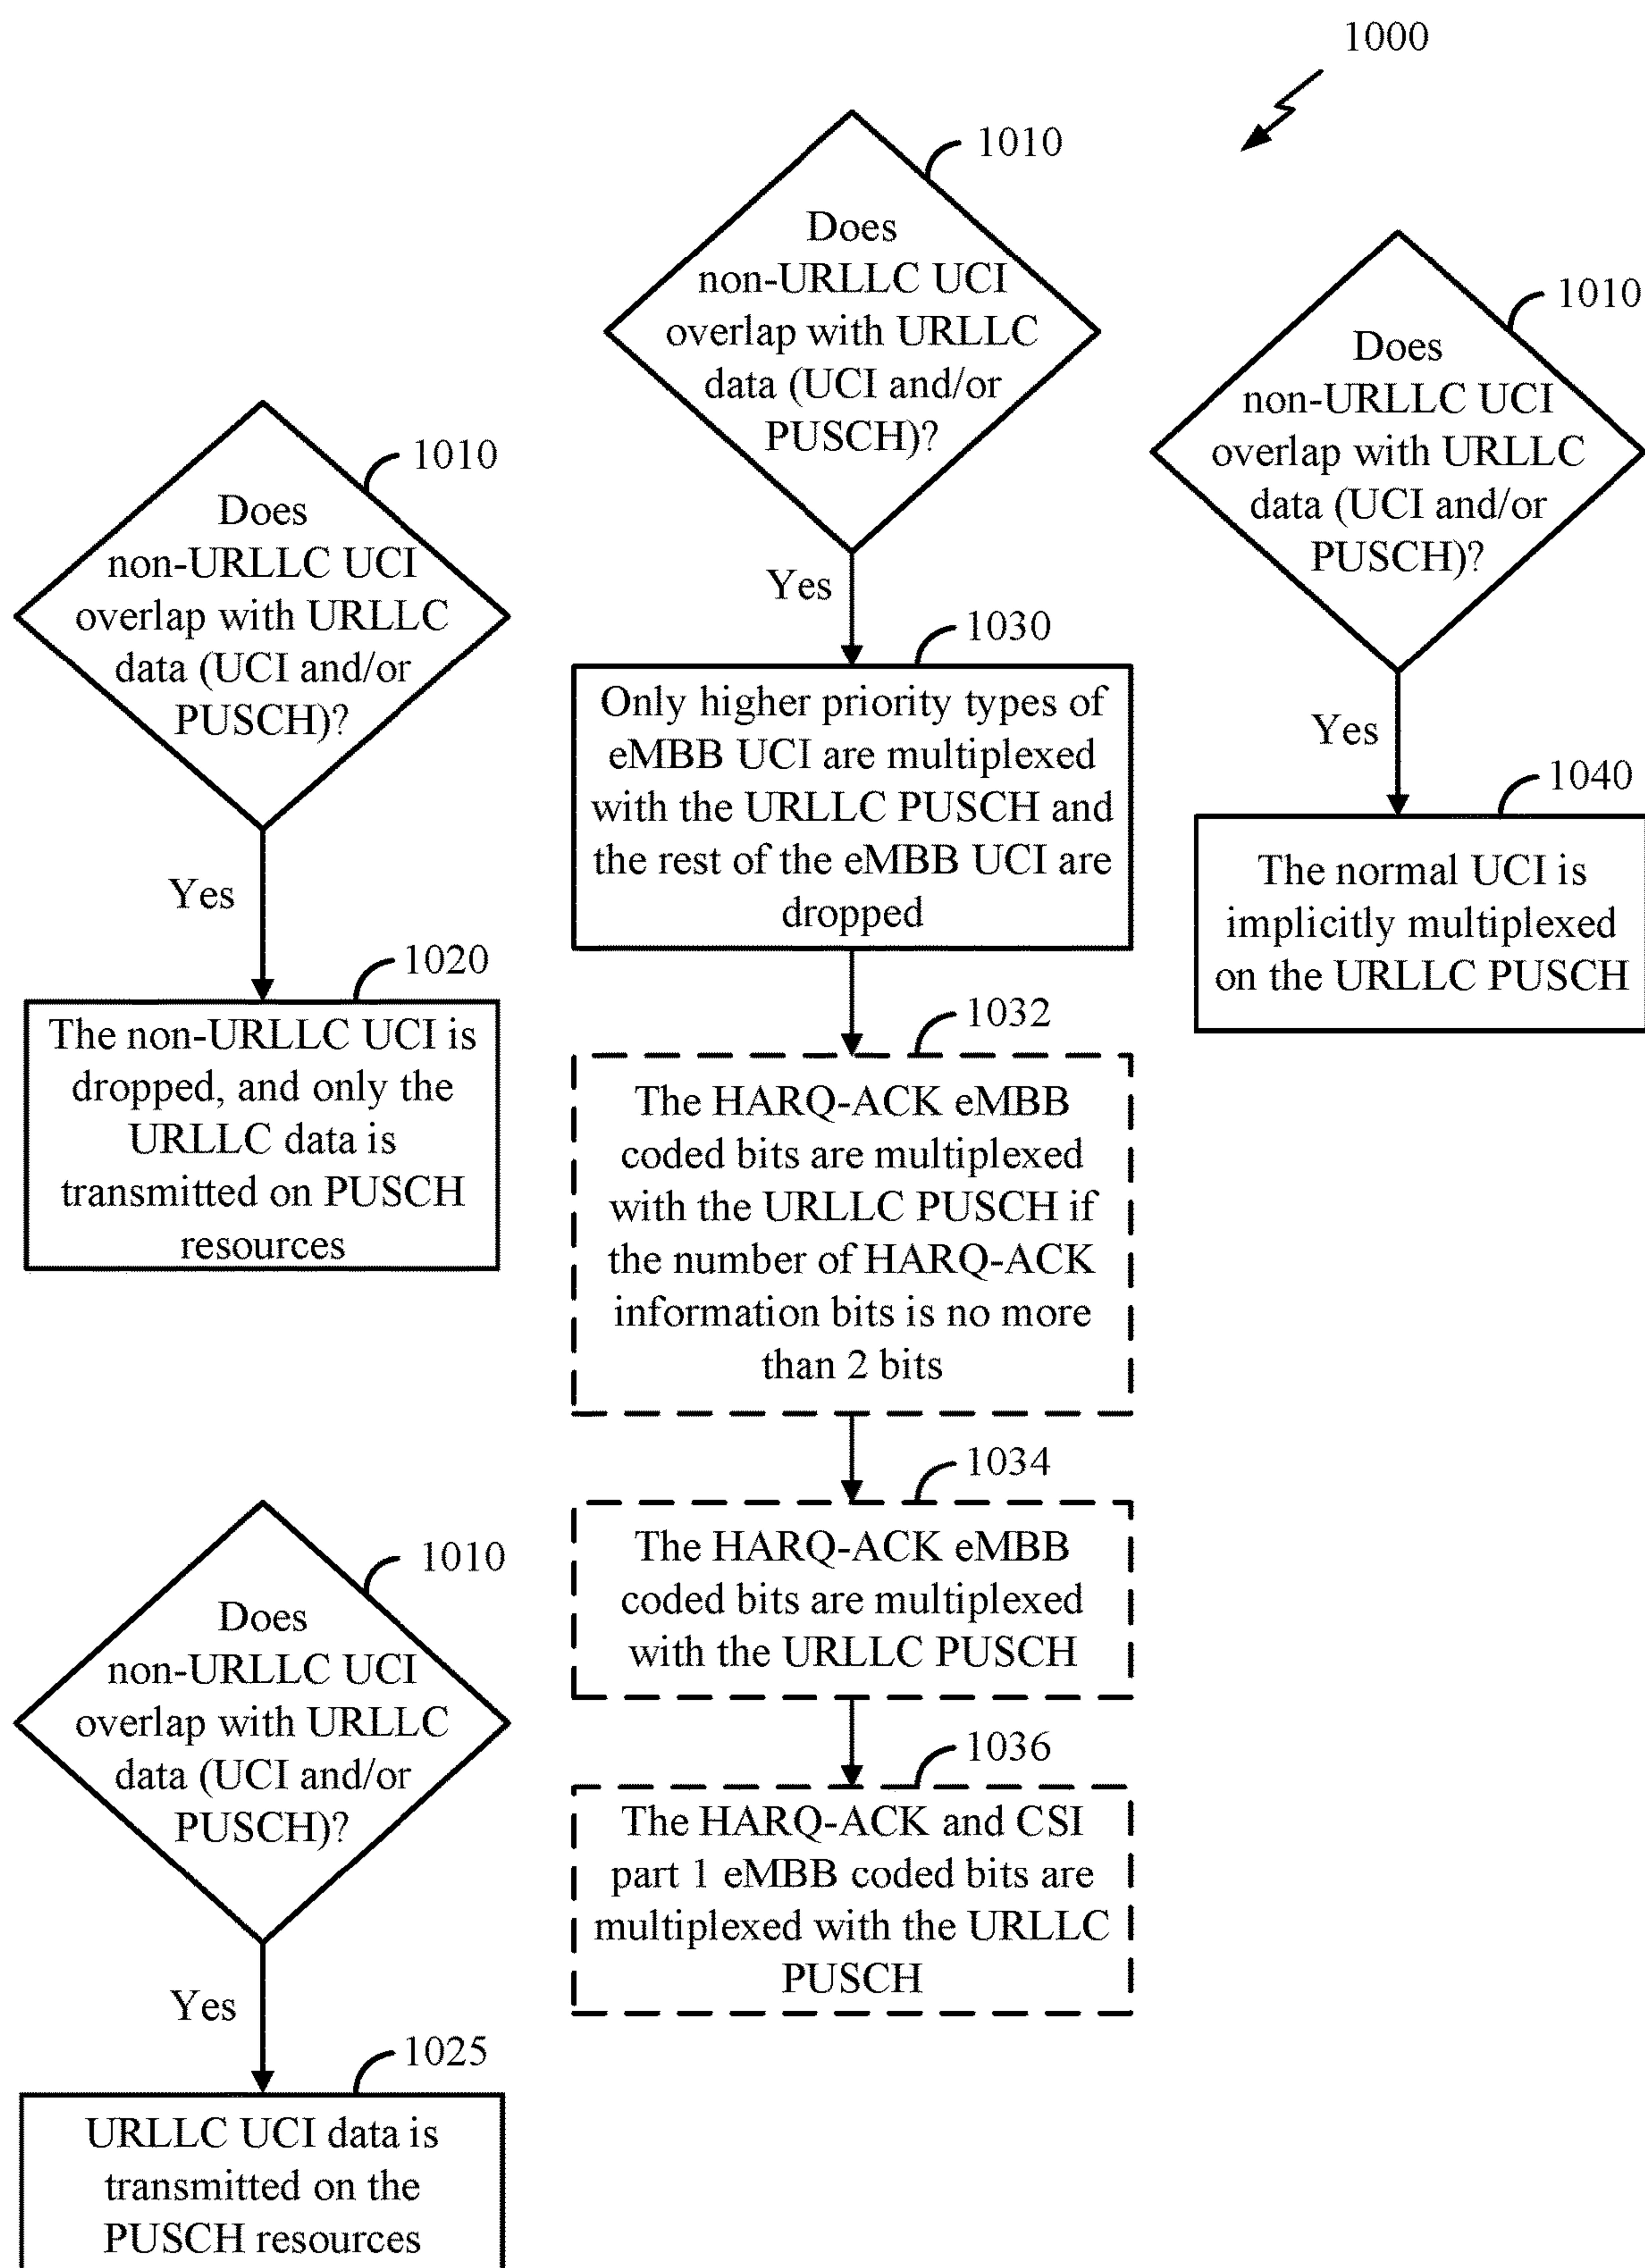 1000
1010
Does
non-URLLC UCI
overlap with URLLC
data (UCI and/or
PUSCH)?
Yes
1020
The non-URLLC UCI is
dropped, and only the
URLLC data is
transmitted on PUSCH
resources
1010
Does
non-URLLC UCI
overlap with URLLC
data (UCI and/or
PUSCH)?
Yes
1025
URLLC UCI data is
transmitted on the
PUSCH resources
1010
Does
non-URLLC UCI
overlap with URLLC
data (UCI and/or
PUSCH)?
Yes
1030
Only higher priority types of
eMBB UCI are multiplexed
with the URLLC PUSCH and
the rest of the eMBB UCI are
dropped
1032
The HARQ-ACK eMBB
coded bits are multiplexed
with the URLLC PUSCH if
the number of HARQ-ACK
information bits is no more
than 2 bits
1034
The HARQ-ACK eMBB
coded bits are multiplexed
with the URLLC PUSCH
1036
The HARQ-ACK and CSI
part 1 eMBB coded bits are
multiplexed with the URLLC
PUSCH
1010
Does
non-URLLC UCI
overlap with URLLC
data (UCI and/or
PUSCH)?
Yes
1040
The normal UCI is
implicitly multiplexed
on the URLLC PUSCH